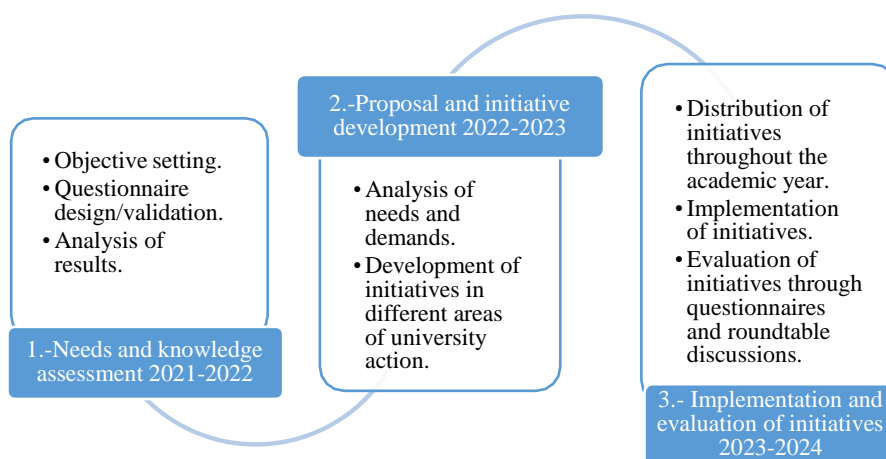 • Objective setting.
• Questionnaire
design/validation.
• Analysis of
results.
1.-Needs and knowledge
assessment 2021-2022
2.-Proposal and initiative
development 2022-2023
• Analysis of
needs and
demands.
• Development of
initiatives in
different areas
of university
action.
• Distribution of
initiatives
throughout the
academic year.
• Implementation
of initiatives.
• Evaluation of
initiatives through
questionnaires
and roundtable
discussions.
3.- Implementation and
evaluation of initiatives
2023-2024